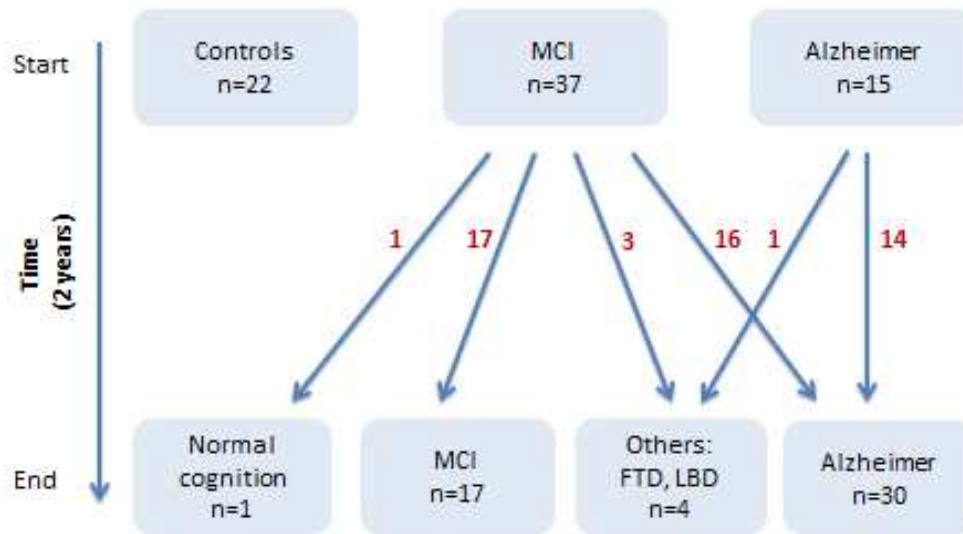 Start
Controls
n=22
MCI
n=37
Alzheimer
n=15
Time
(2 years)
1
17
3
16
1
14
End
Normal
cognition
n=1
MCI
n=17
Others:
FTD, LBD
n=4
Alzheimer
n=30